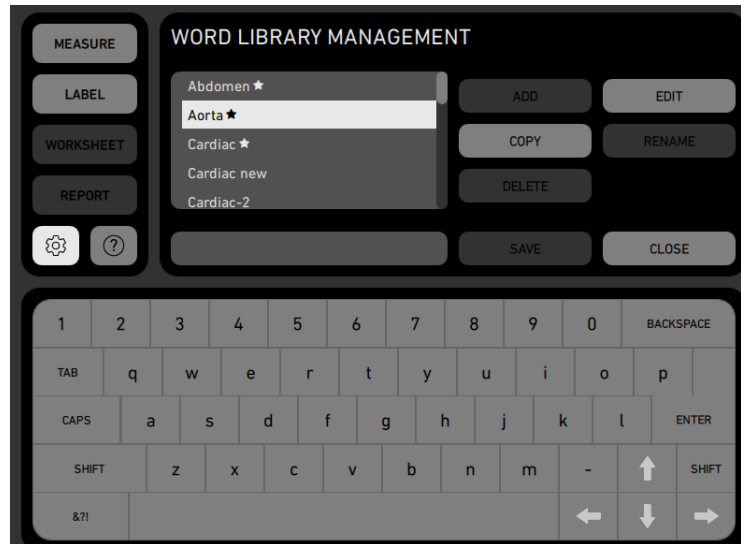 MEASURE
LABEL
WORKSHEET
REPORT
?
WORD LIBRARY MANAGEMENT
Abdomen ★
Aorta ★
Cardiac ★
Cardiac new
Cardiac-2
ADD
EDIT
COPY
RENAME
DELETE
SAVE
CLOSE
1 2 3 4 5 6 7 8 9 0 BACKSPACE
TAB q w e r t y u i o p
CAPS a s d f g h j k l ENTER
SHIFT z x c v b n m - ↑ SHIFT
&?! ← ↓ →